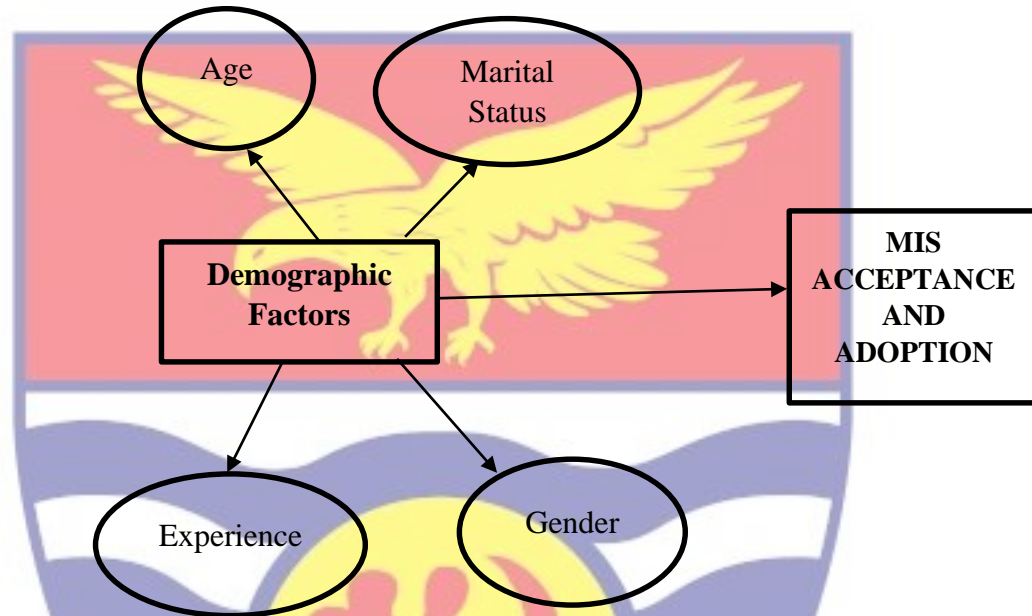 Age
Marital
Status
Demographic
Factors
MIS
ACCEPTANCE
AND
ADOPTION
Experience
Gender